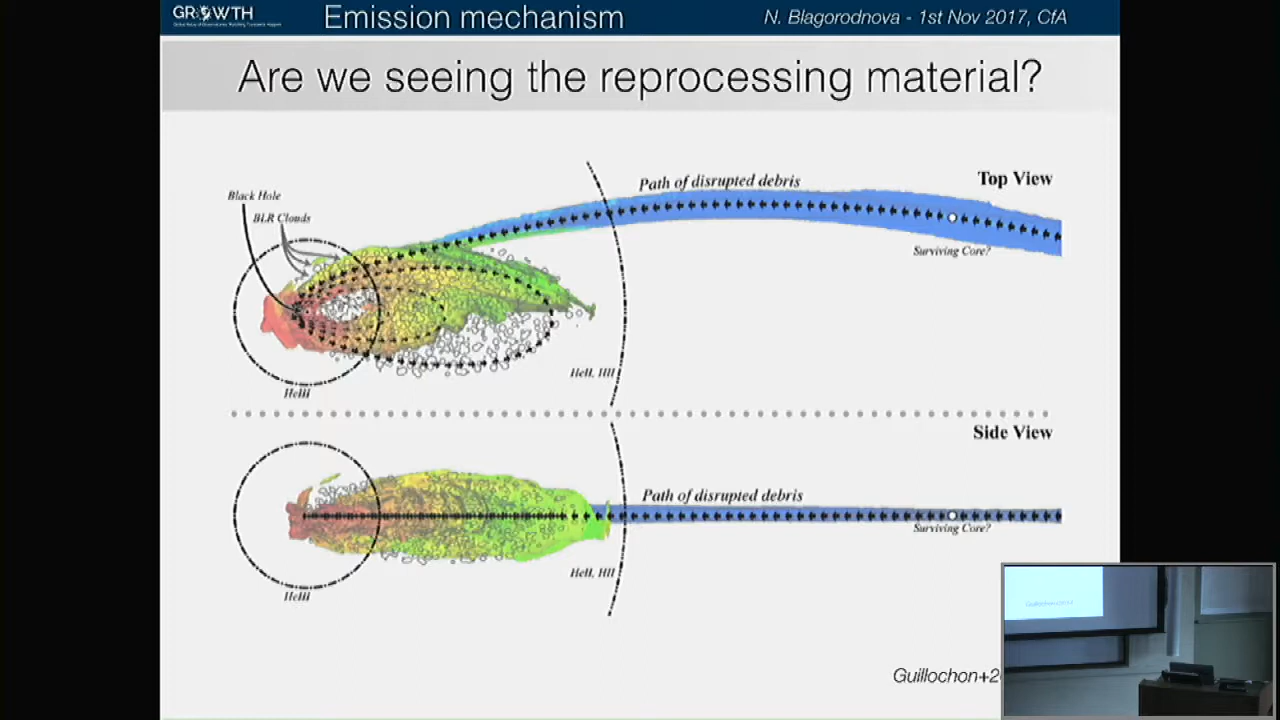 GROWTH
Emission mechanism
N. Blagorodnova - 1st Nov 2017, CfA
Are we seeing the reprocessing material?
Top View
Path of disrupted debris
Black Hole
BLR Clouds
Surviving Core?
HeII, HII
HeIII
Side View
Path of disrupted debris
Surviving Core?
HeII, HII
HeIII
Guillochon+2